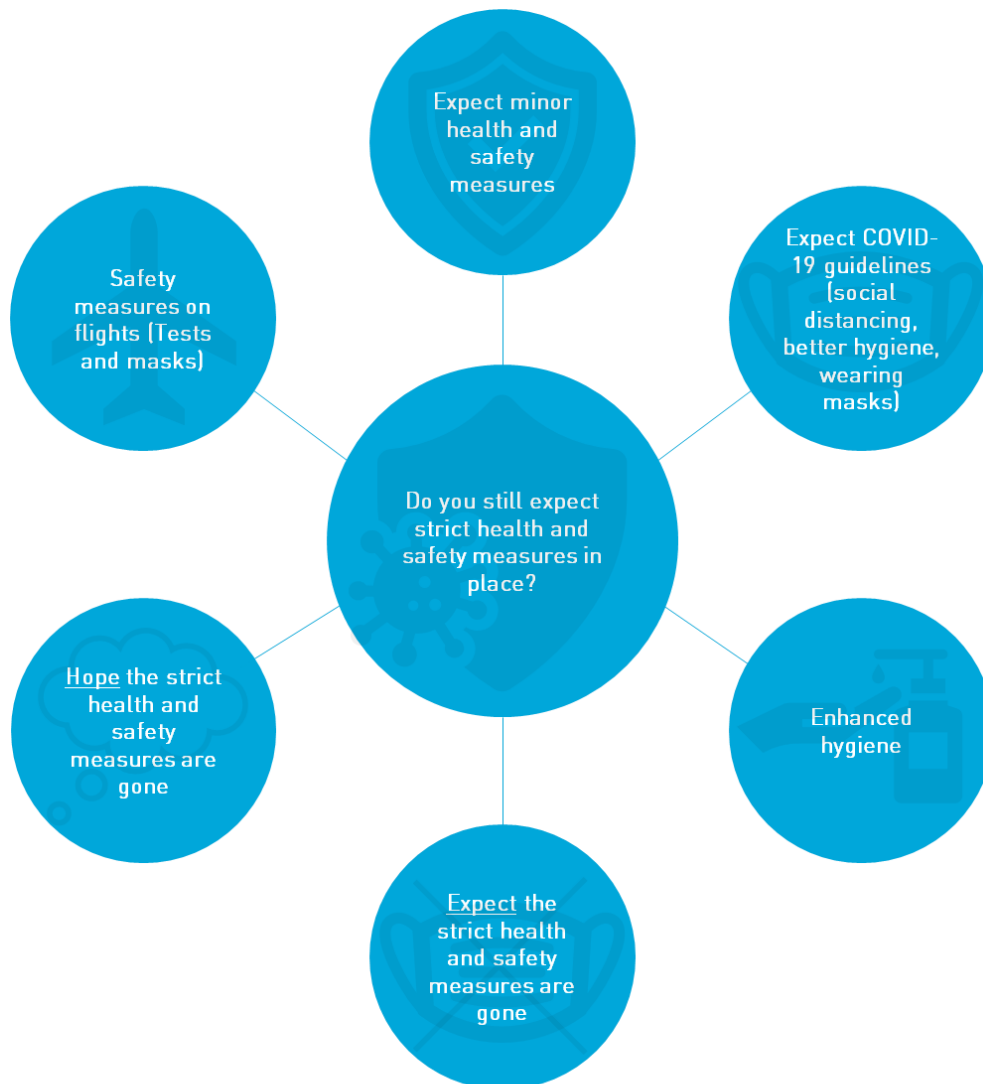 Expect minor
health and
safety
measures
Expect COVID-
19 guidelines
(social
distancing,
better hygiene,
wearing
masks)
Safety
measures on
flights (Tests
and masks)
Do you still expect
strict health and
safety measures in
place?
Hope the strict
health and
safety
measures are
gone
Enhanced
hygiene
Expect the
strict health
and safety
measures are
gone